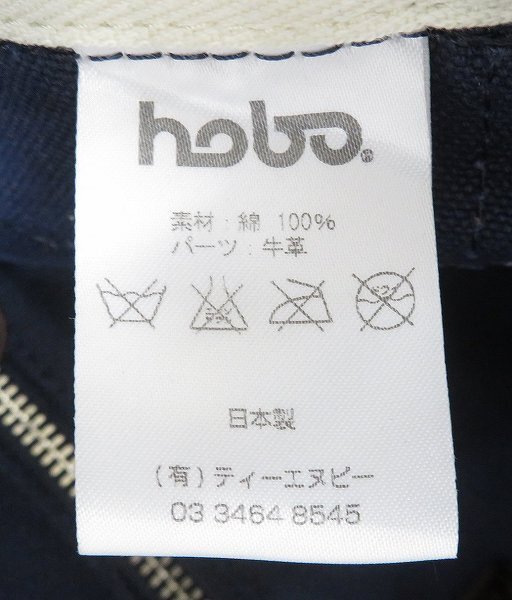 hobo.
素材：綿 100%
パーツ：牛革
日本製
(有) ティーエヌピー
03 3464 8545